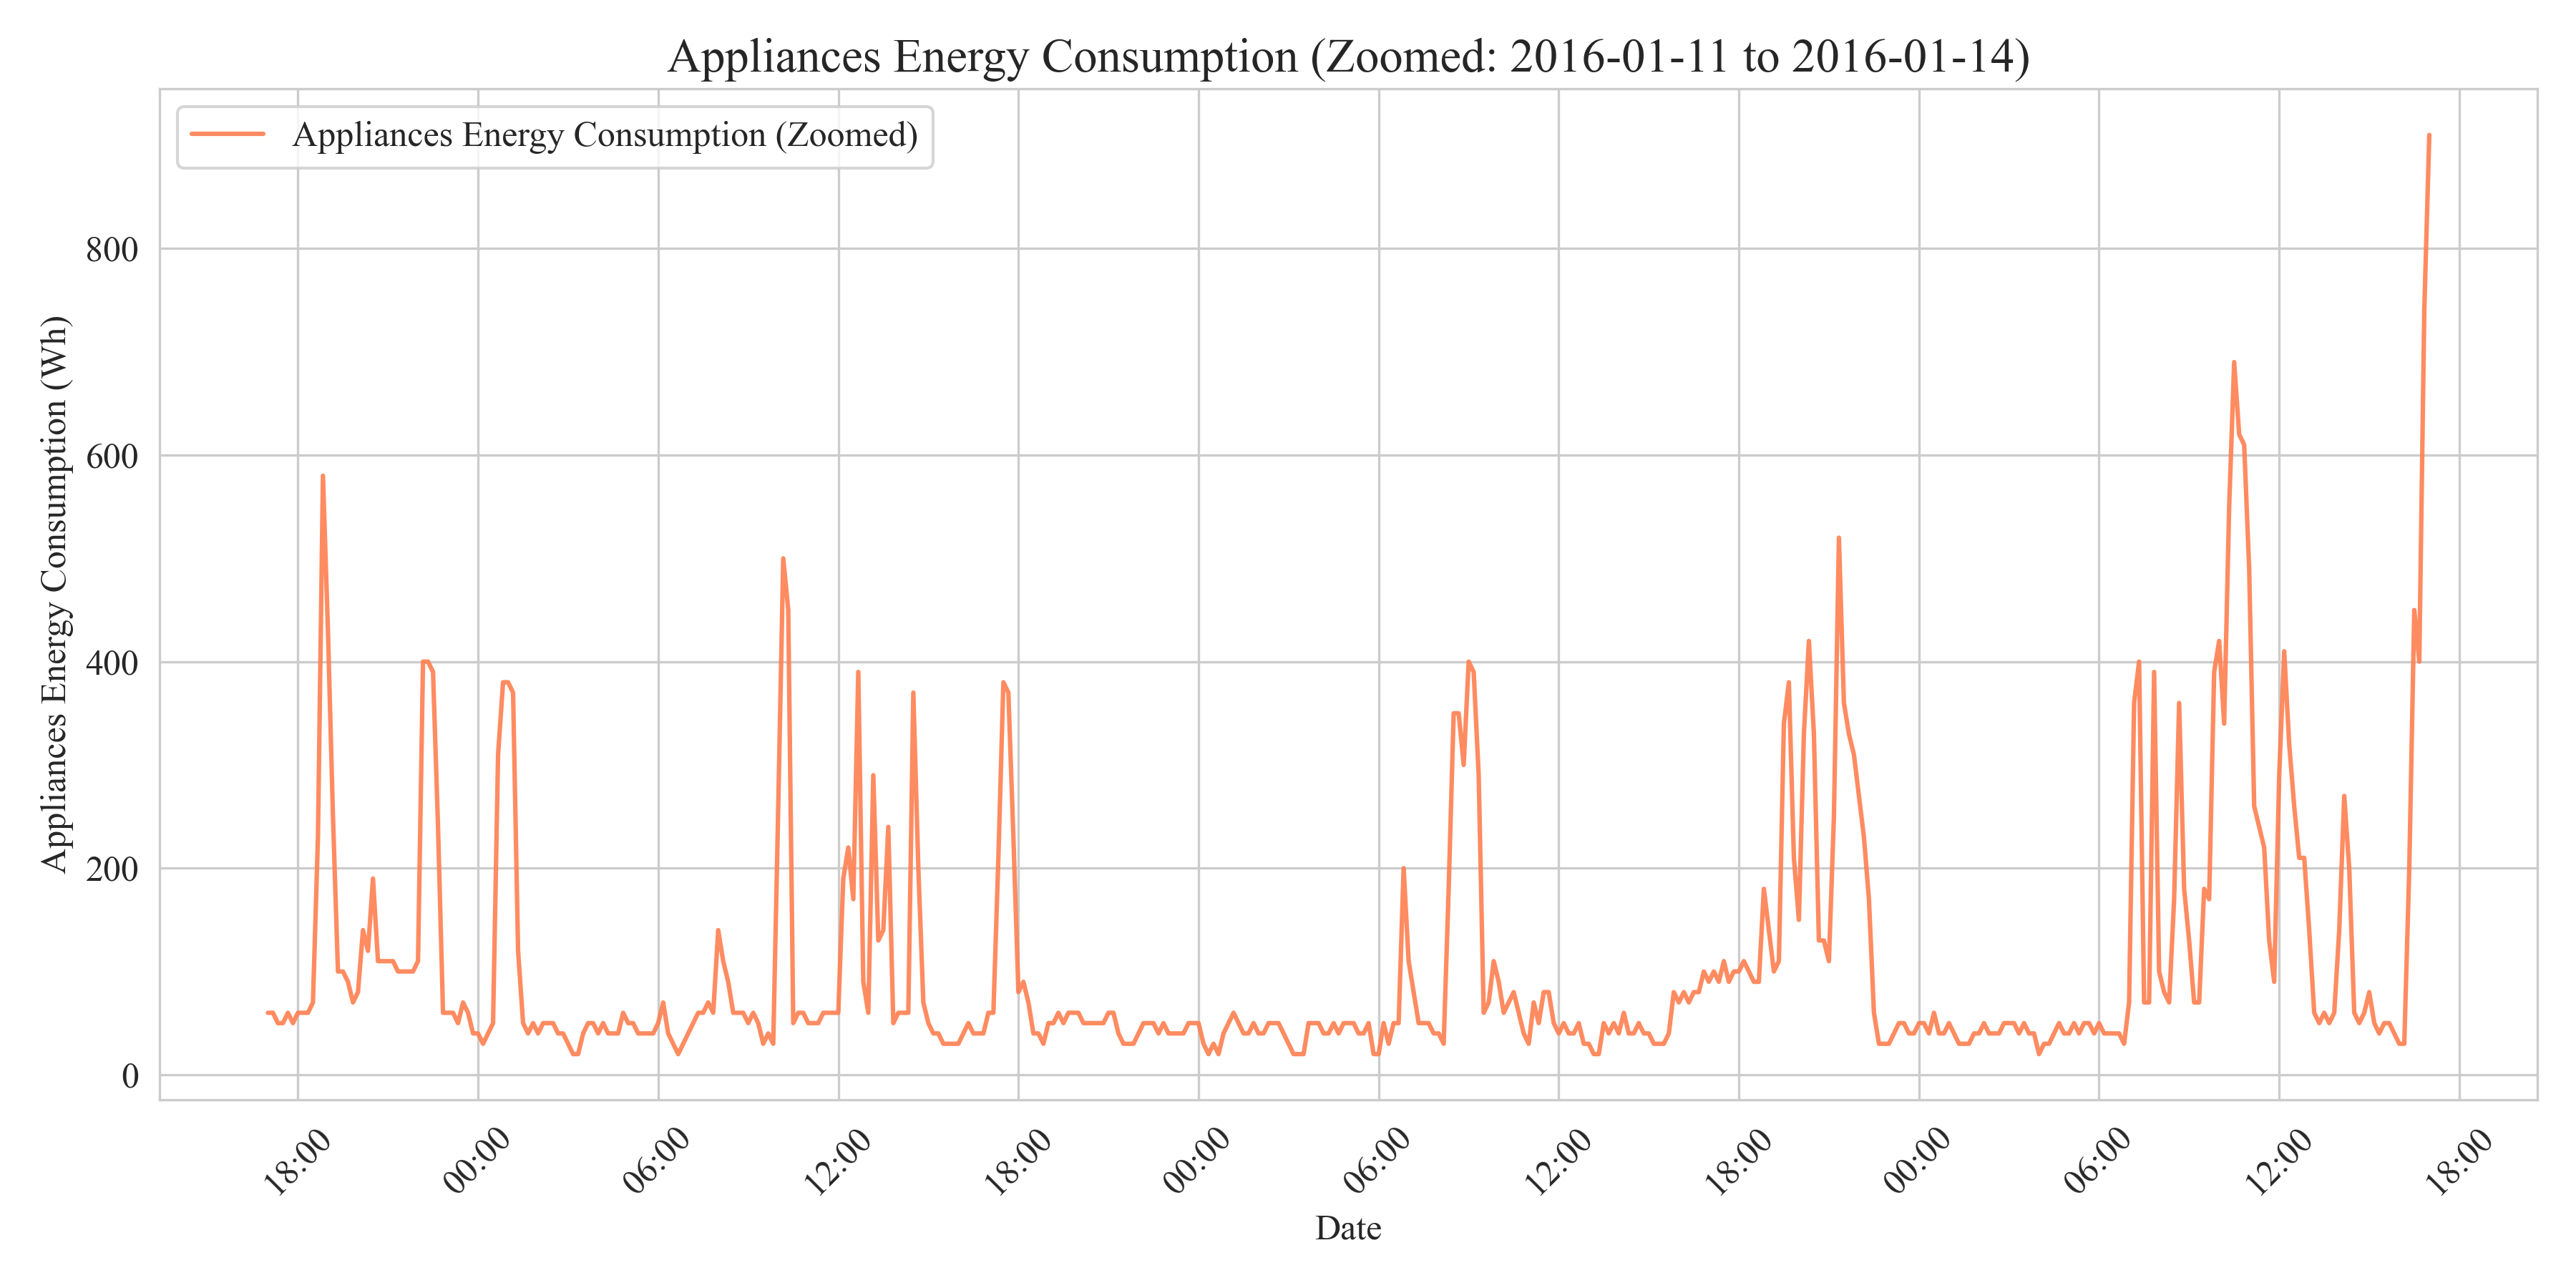 Appliances Energy Consumption (Zoomed: 2016-01-11 to 2016-01-14)
Appliances Energy Consumption (Zoomed)
Appliances Energy Consumption (Wh)
800
600
400
200
0
18:00 00:00 06:00 12:00 18:00 00:00 06:00 12:00 18:00 00:00 06:00 12:00 18:00
Date